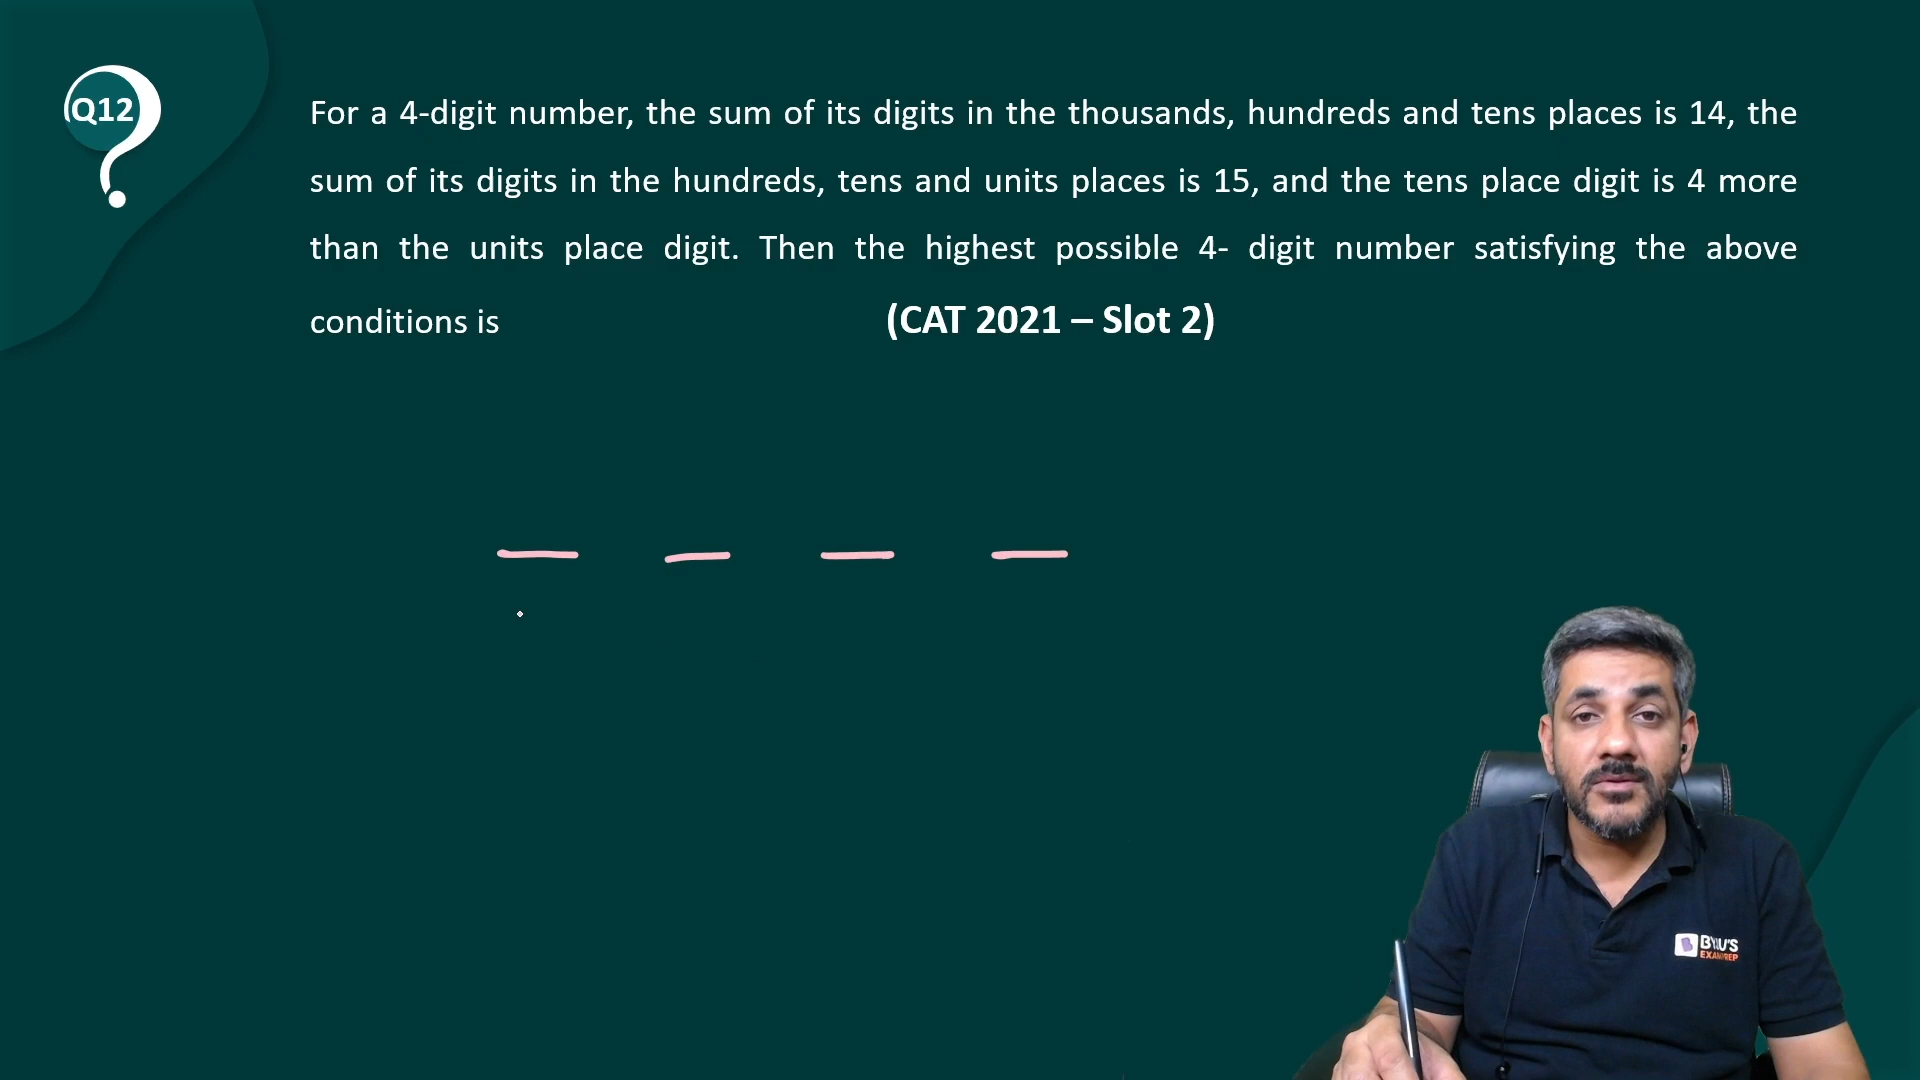 Q12
For a 4-digit number, the sum of its digits in the thousands, hundreds and tens places is 14, the
sum of its digits in the hundreds, tens and units places is 15, and the tens place digit is 4 more
than the units place digit. Then the highest possible 4- digit number satisfying the above
conditions is (CAT 2021 – Slot 2)
BYJU'S
EXAM PREP